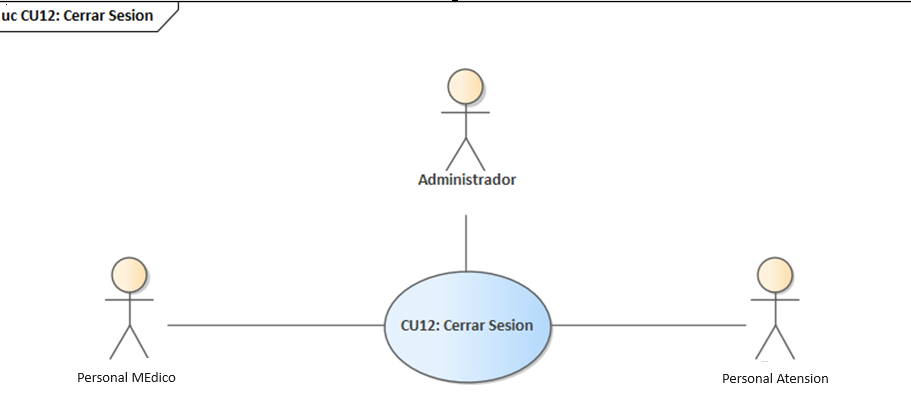 uc CU12: Cerrar Sesion
Administrador
CU12: Cerrar Sesion
Personal MEdico
Personal Atension